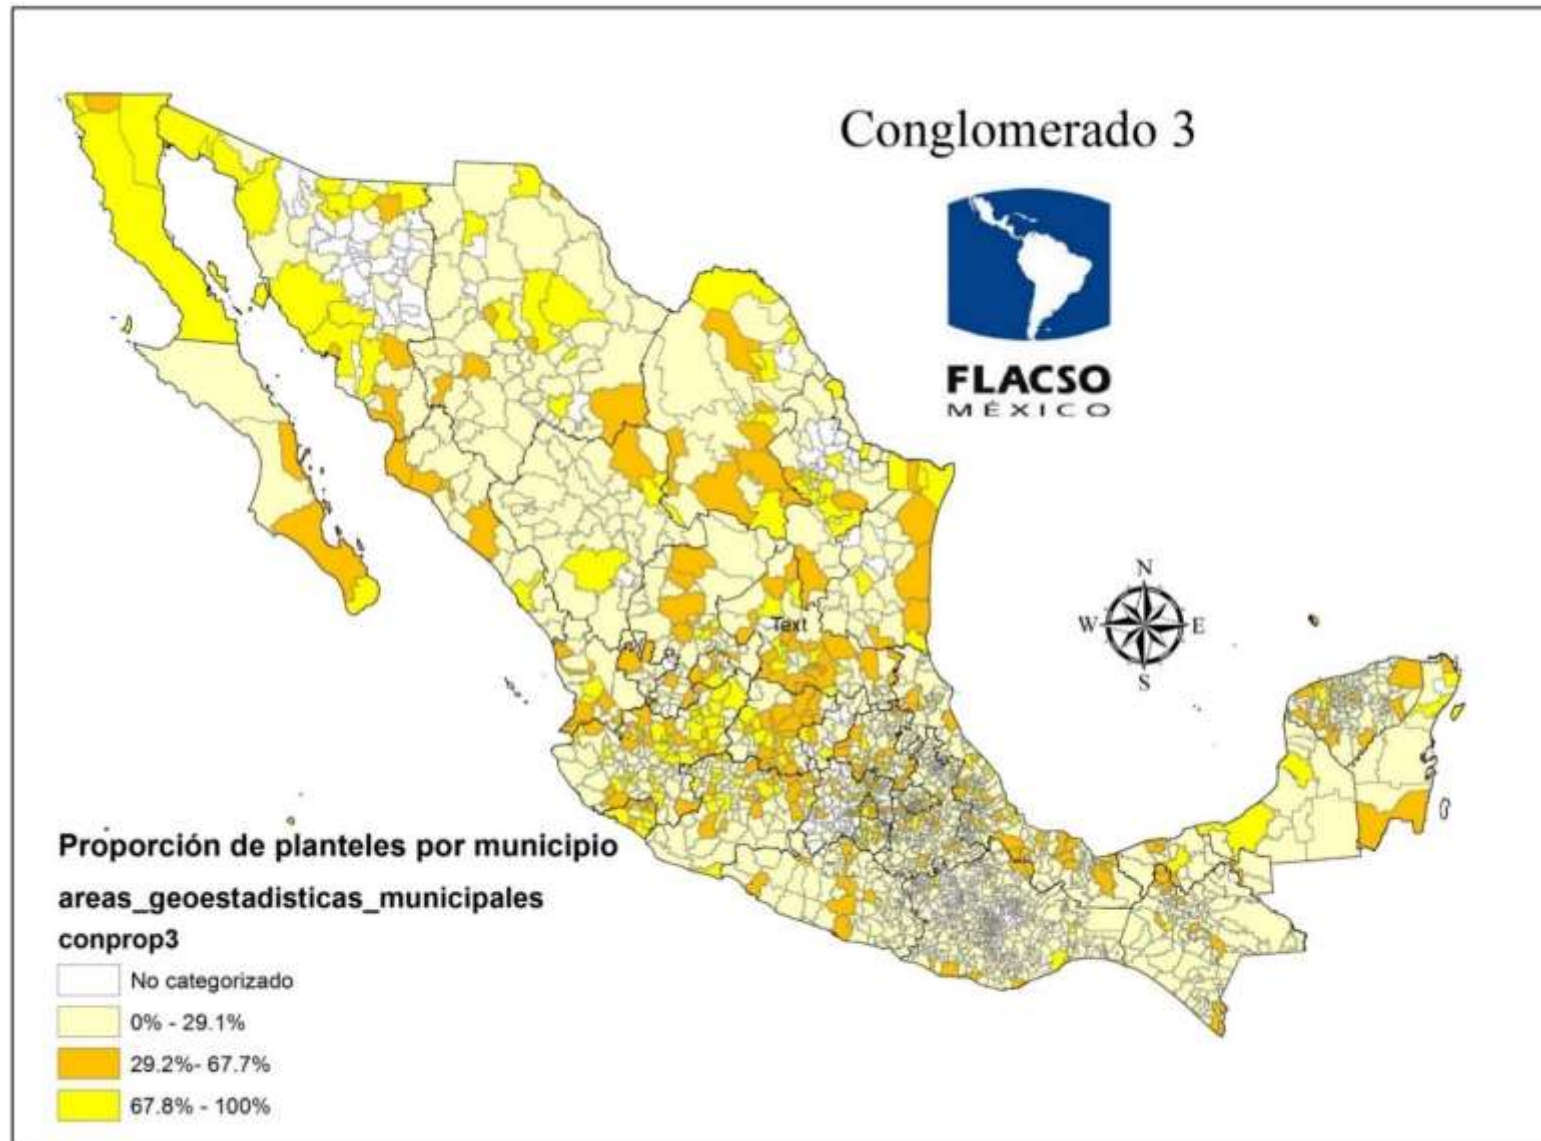 Conglomerado 3
FLACSO
MÉXICO
N
W
E
S
Text
Proporción de planteles por municipio
areas_geoestadisticas_municipales
conprop3
No categorizado
0% - 29.1%
29.2%- 67.7%
67.8% - 100%